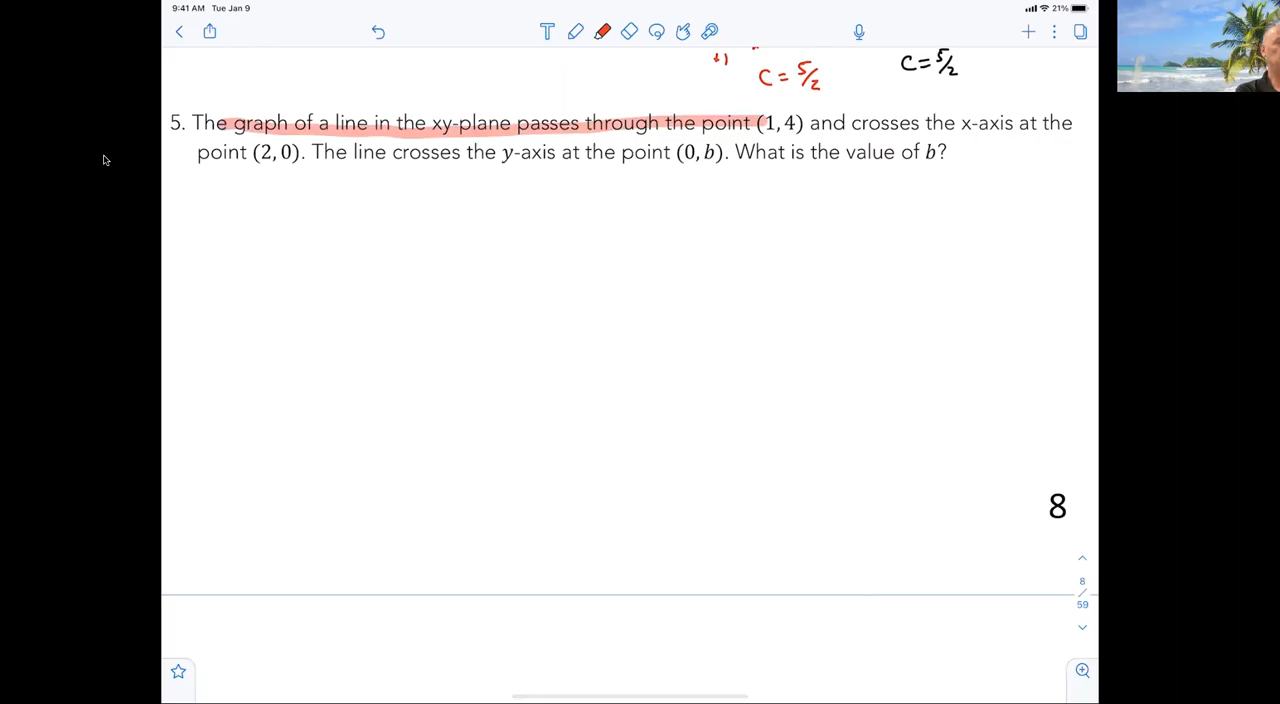 9:41 AM Tue Jan 9
21%
T
C = 5/2
C = 5/2
+1
5. The graph of a line in the xy-plane passes through the point (1, 4) and crosses the x-axis at the
point (2, 0). The line crosses the y-axis at the point (0, b). What is the value of b?
8
8
/
59